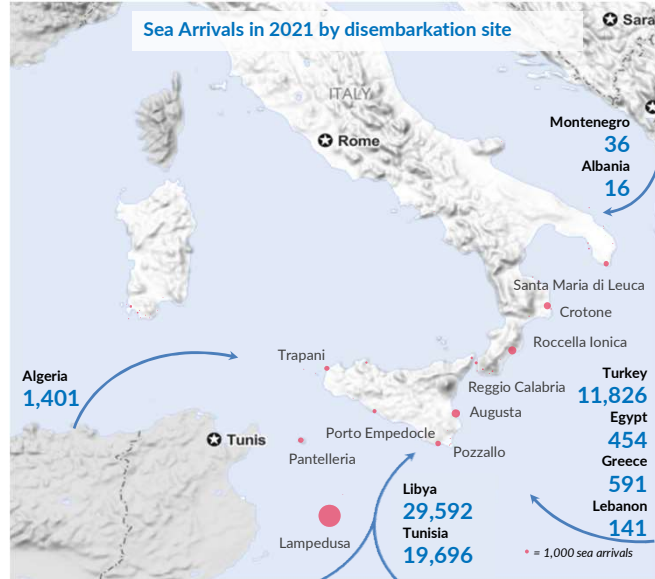 Sea Arrivals in 2021 by disembarkation site
ITALY
Rome
Montenegro
36
Albania
16
Santa Maria di Leuca
Crotone
Roccella Ionica
Trapani
Algeria
1,401
Reggio Calabria
Turkey
11,826
Augusta
Egypt
454
Porto Empedocle
Tunis
Pozzallo
Pantelleria
Greece
591
Libya
29,592
Lebanon
141
Tunisia
19,696
Lampedusa
= 1,000 sea arrivals